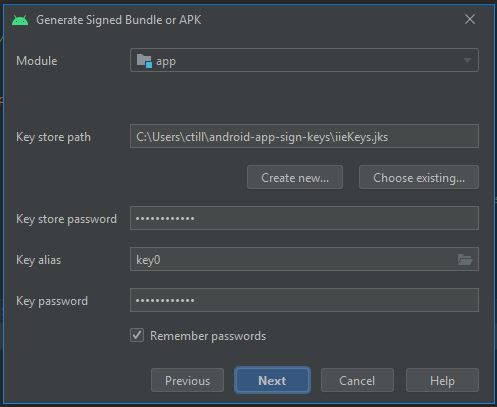 Generate Signed Bundle or APK
Module
app
Key store path
C:\Users\ctill\android-app-sign-keys\iieKeys.jks
Create new...
Choose existing...
Key store password
••••••••••••
Key alias
key0
Key password
••••••••••••
Remember passwords
Previous
Next
Cancel
Help